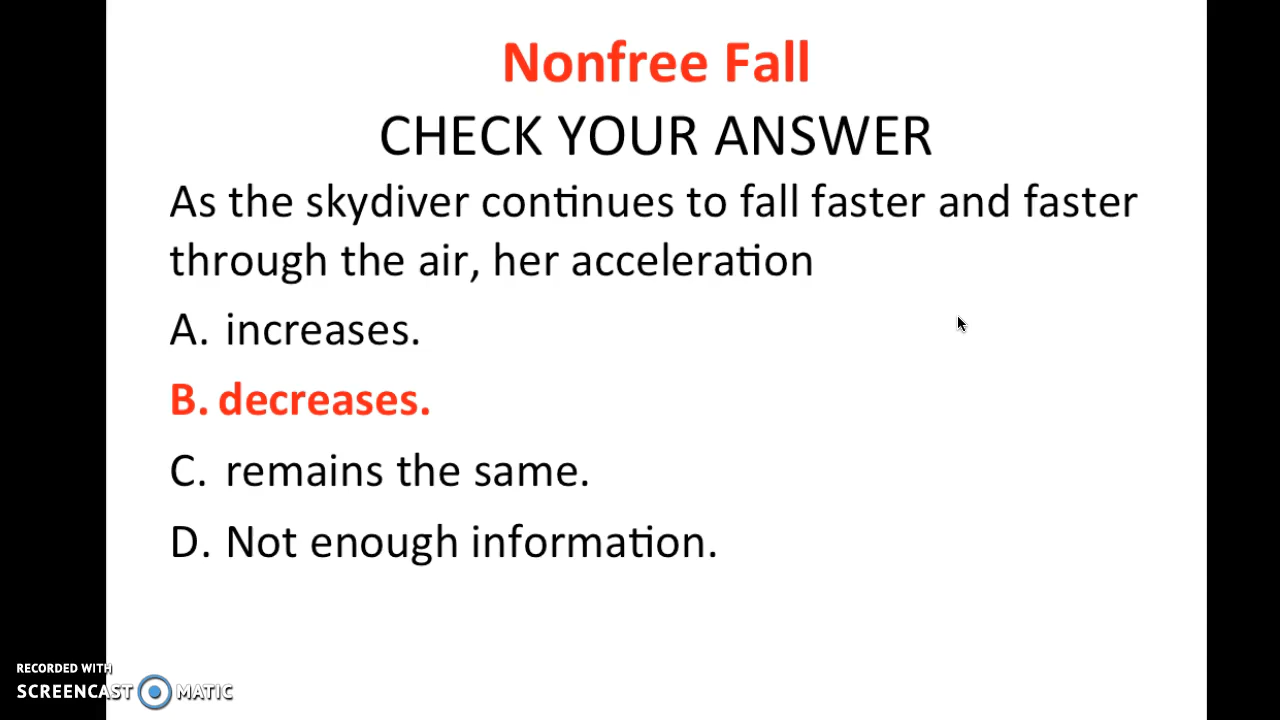 Nonfree Fall
CHECK YOUR ANSWER
As the skydiver continues to fall faster and faster
through the air, her acceleration
A. increases.
B. decreases.
C. remains the same.
D. Not enough information.
RECORDED WITH
SCREENCAST MATIC